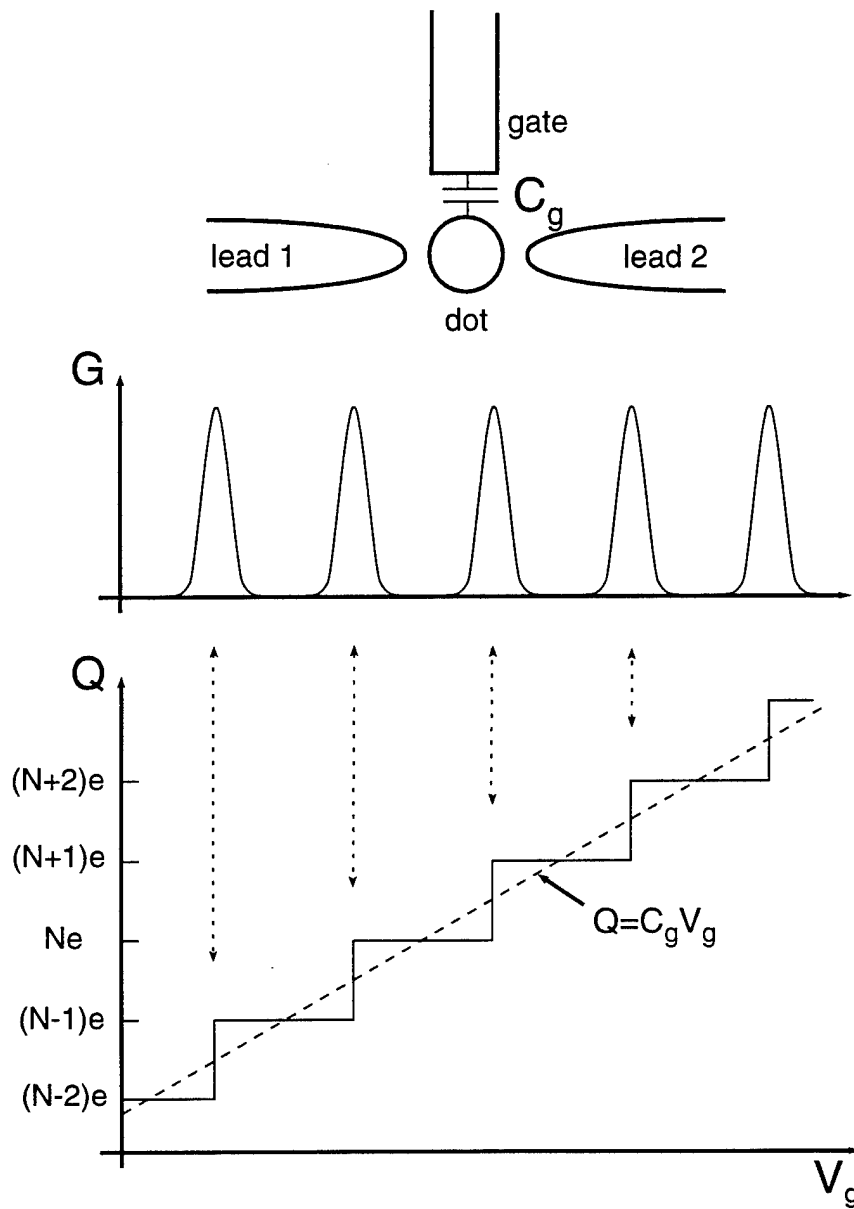 gate
C_g
lead 1
lead 2
dot
G
Q
(N+2)e
(N+1)e
Ne
Q=C_gV_g
(N-1)e
(N-2)e
V_g